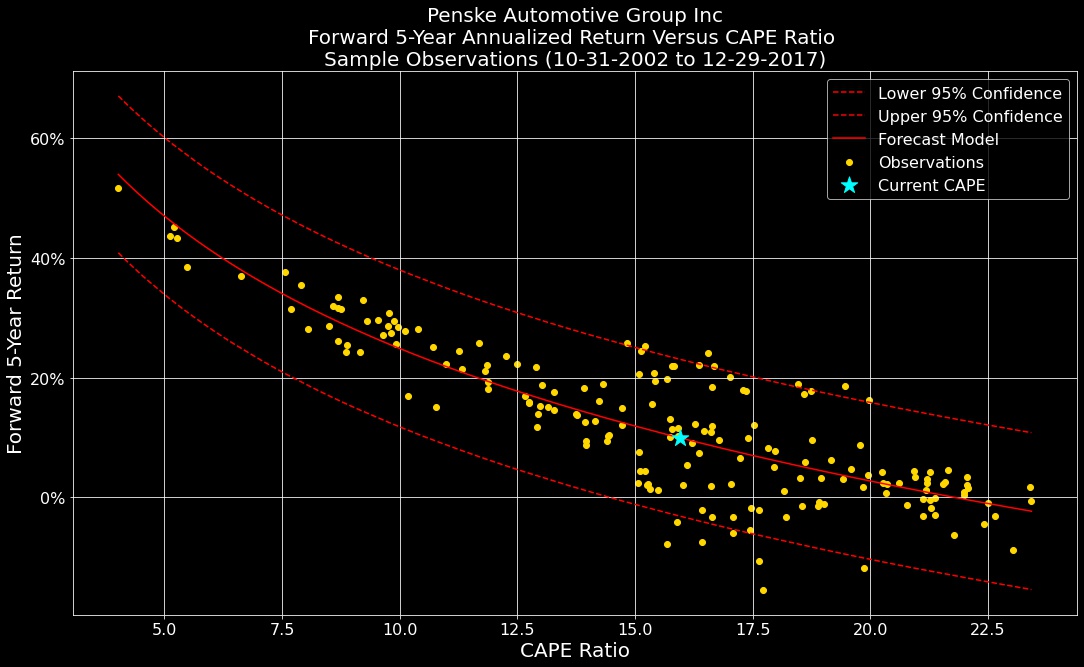 Penske Automotive Group Inc
Forward 5-Year Annualized Return Versus CAPE Ratio
Sample Observations (10-31-2002 to 12-29-2017)
Lower 95% Confidence
Upper 95% Confidence
Forecast Model
Observations
Current CAPE
Forward 5-Year Return
60%
40%
20%
0%
5.0 7.5 10.0 12.5 15.0 17.5 20.0 22.5
CAPE Ratio